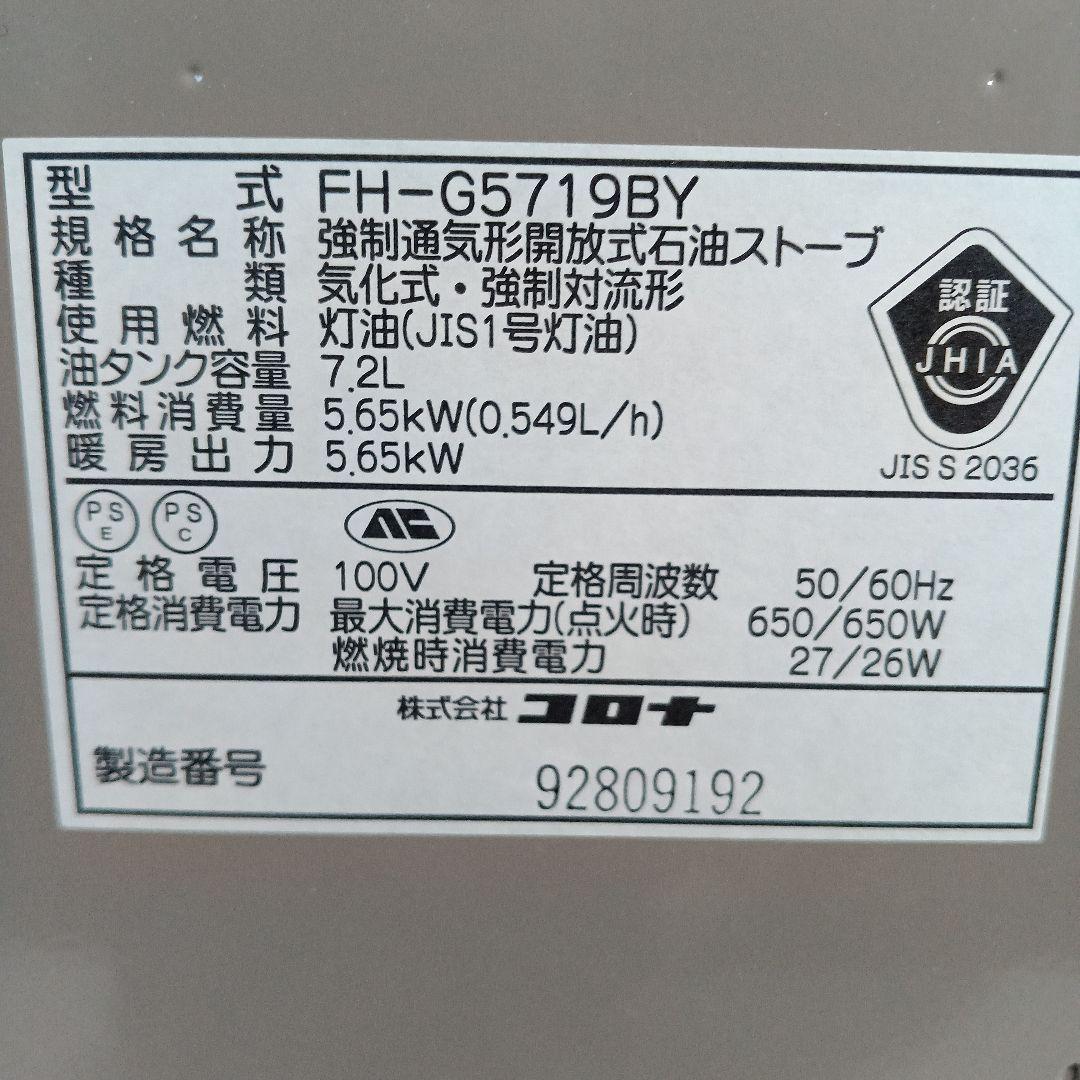 型式 FH-G5719BY
規格名称 強制通気形開放式石油ストーブ
種類 気化式・強制対流形
使用燃料 灯油(JIS1号灯油)
油タンク容量 7.2L
燃料消費量 5.65kW(0.549L/h)
暖房出力 5.65kW
認証
JHIA
JIS S 2036
PS E PS C
定格電圧 100V 定格周波数 50/60Hz
定格消費電力 最大消費電力(点火時) 650/650W
燃焼時消費電力 27/26W
株式会社 コロナ
製造番号 92809192